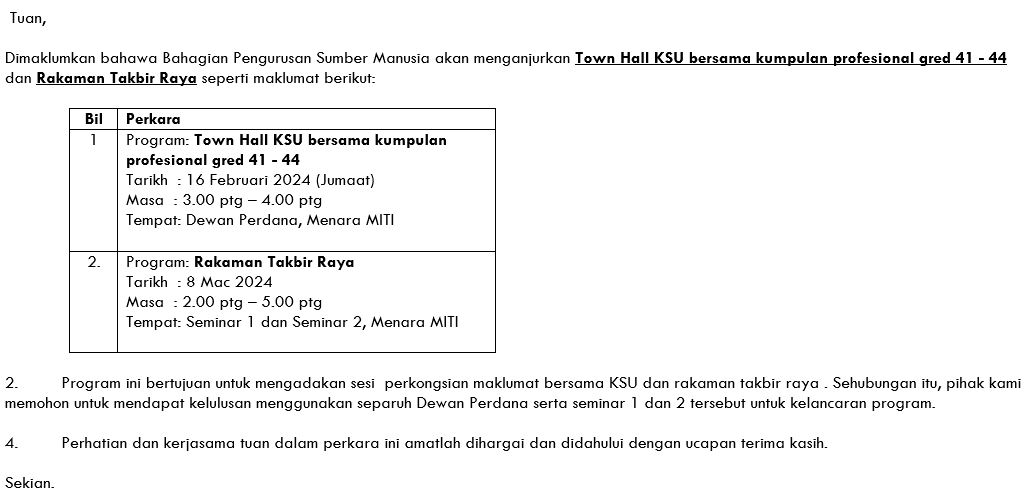 Tuan,
Dimaklumkan bahawa Bahagian Pengurusan Sumber Manusia akan menganjurkan Town Hall KSU bersama kumpulan profesional gred 41 - 44
dan Rakaman Takbir Raya seperti maklumat berikut:
Bil Perkara
1 Program: Town Hall KSU bersama kumpulan
profesional gred 41 - 44
Tarikh : 16 Februari 2024 (Jumaat)
Masa : 3.00 ptg – 4.00 ptg
Tempat: Dewan Perdana, Menara MITI
2. Program: Rakaman Takbir Raya
Tarikh : 8 Mac 2024
Masa : 2.00 ptg – 5.00 ptg
Tempat: Seminar 1 dan Seminar 2, Menara MITI
2. Program ini bertujuan untuk mengadakan sesi perkongsian maklumat bersama KSU dan rakaman takbir raya . Sehubungan itu, pihak kami
memohon untuk mendapat kelulusan menggunakan separuh Dewan Perdana serta seminar 1 dan 2 tersebut untuk kelancaran program.
4. Perhatian dan kerjasama tuan dalam perkara ini amatlah dihargai dan didahului dengan ucapan terima kasih.
Sekian.